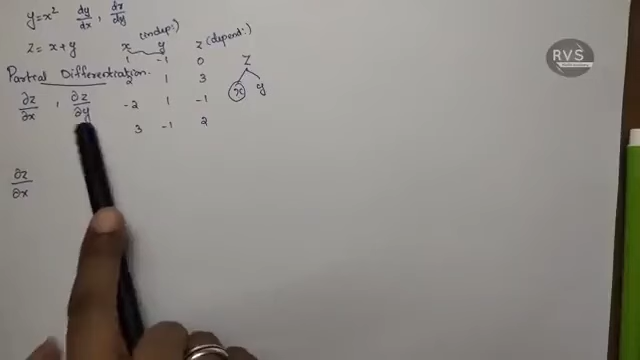 y=x² dy/dx, dx/dy
(indep:)
z = x+y x y z (depend:)
1 -1 0
Partial Differentiation. 2 1 3
∂z/∂x , ∂z/∂y -2 1 -1
3 -1 2
z
x y
∂z/∂x
RVS